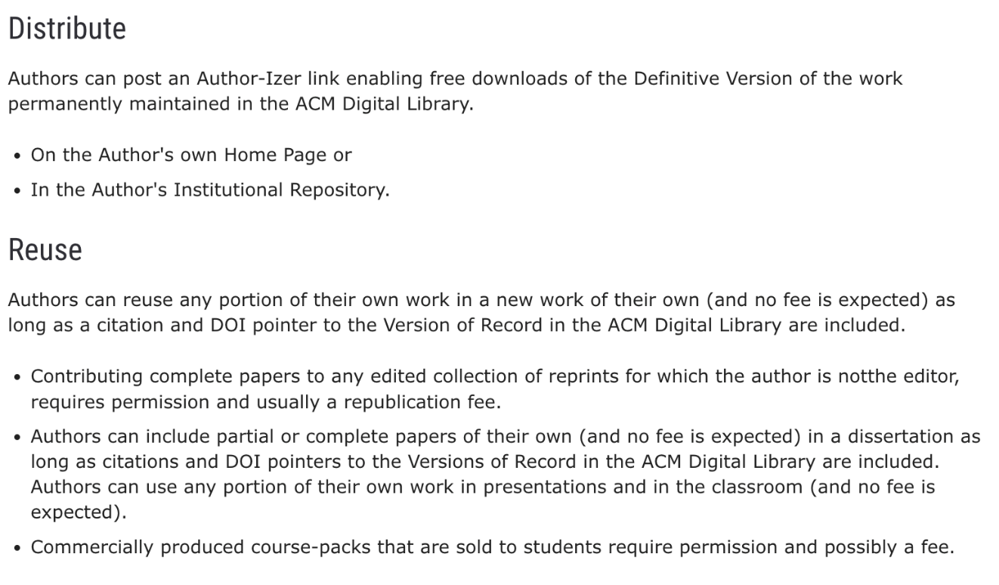 Distribute
Authors can post an Author-Izer link enabling free downloads of the Definitive Version of the work
permanently maintained in the ACM Digital Library.
• On the Author's own Home Page or
• In the Author's Institutional Repository.
Reuse
Authors can reuse any portion of their own work in a new work of their own (and no fee is expected) as
long as a citation and DOI pointer to the Version of Record in the ACM Digital Library are included.
• Contributing complete papers to any edited collection of reprints for which the author is notthe editor,
requires permission and usually a republication fee.
• Authors can include partial or complete papers of their own (and no fee is expected) in a dissertation as
long as citations and DOI pointers to the Versions of Record in the ACM Digital Library are included.
Authors can use any portion of their own work in presentations and in the classroom (and no fee is
expected).
• Commercially produced course-packs that are sold to students require permission and possibly a fee.